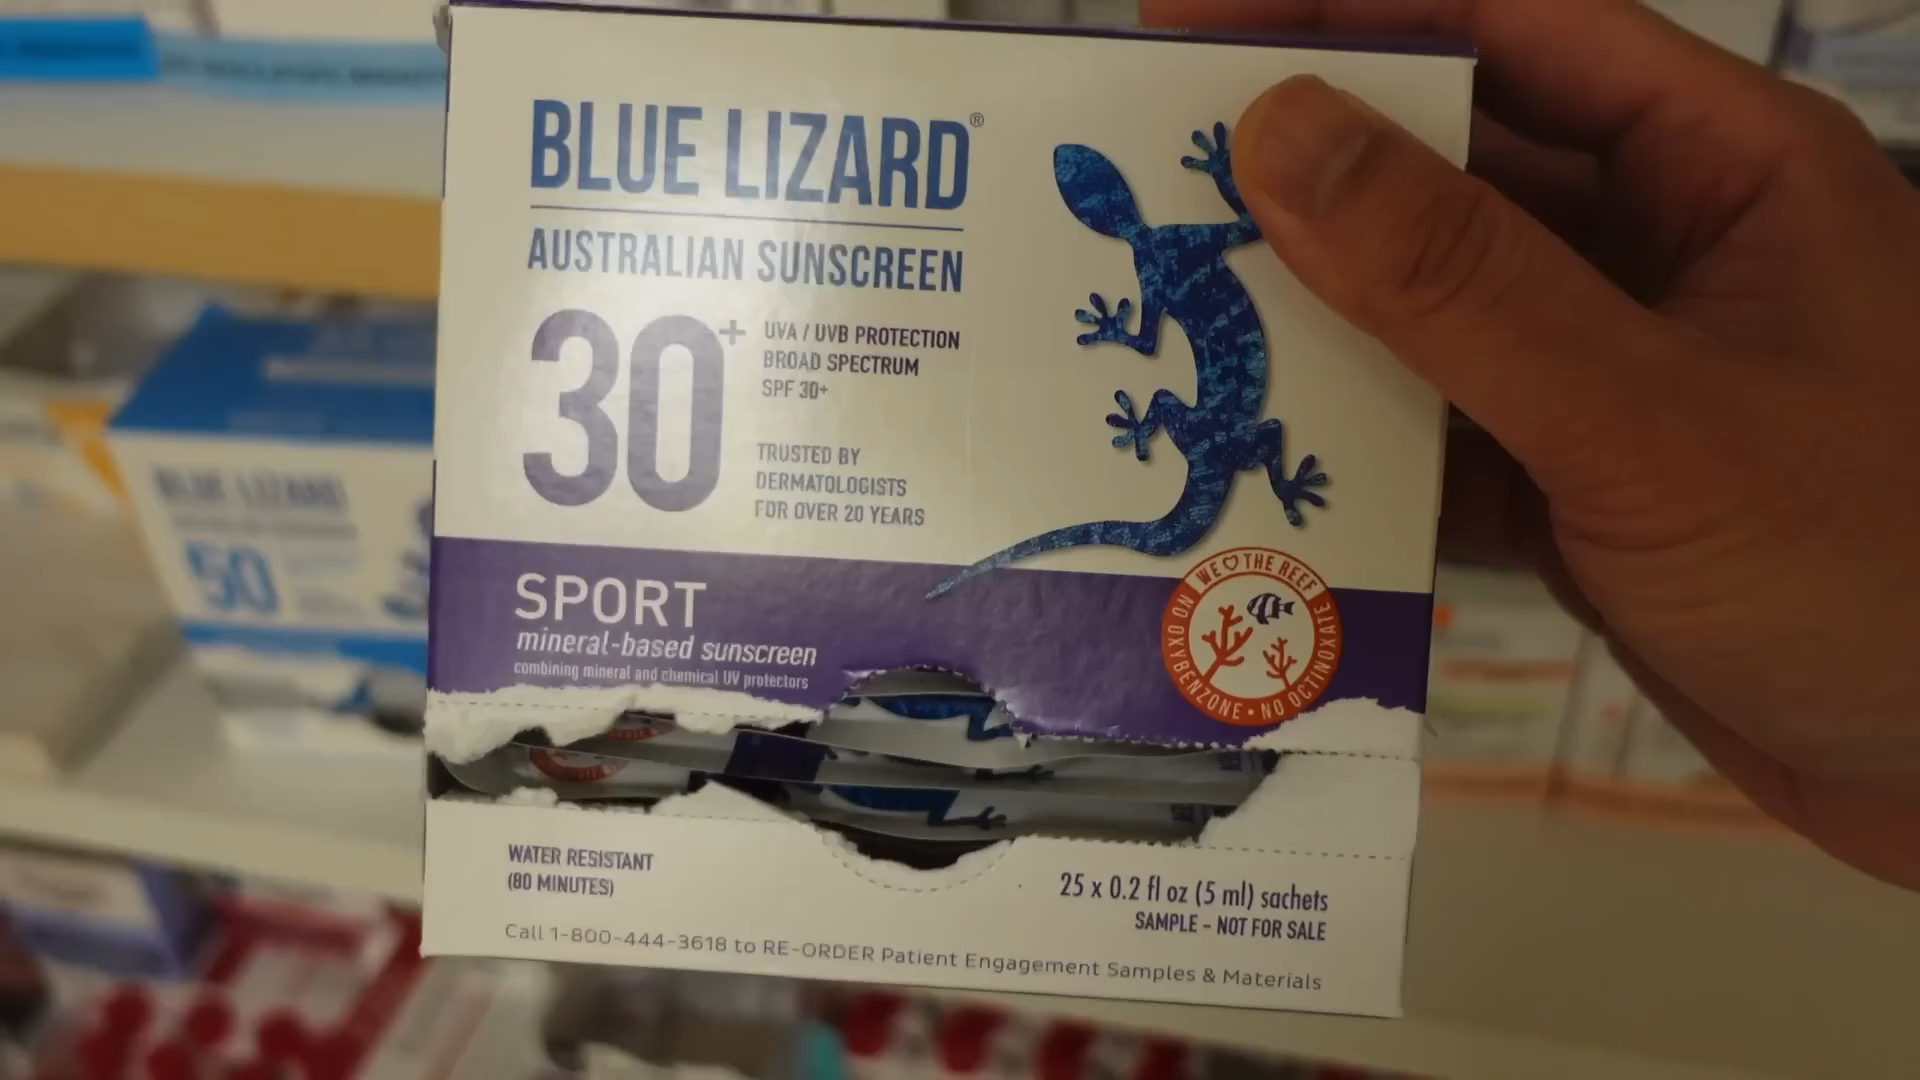 BLUE LIZARD®
AUSTRALIAN SUNSCREEN
30+
UVA / UVB PROTECTION
BROAD SPECTRUM
SPF 30+
TRUSTED BY
DERMATOLOGISTS
FOR OVER 20 YEARS
SPORT
mineral-based sunscreen
combining mineral and chemical UV protectors
WE THE REEF
NO OXYBENZONE • NO OCTINOXATE
WATER RESISTANT
(80 MINUTES)
25 x 0.2 fl oz (5 ml) sachets
SAMPLE – NOT FOR SALE
Call 1-800-444-3618 to RE-ORDER Patient Engagement Samples & Materials
BLUE LIZARD
50